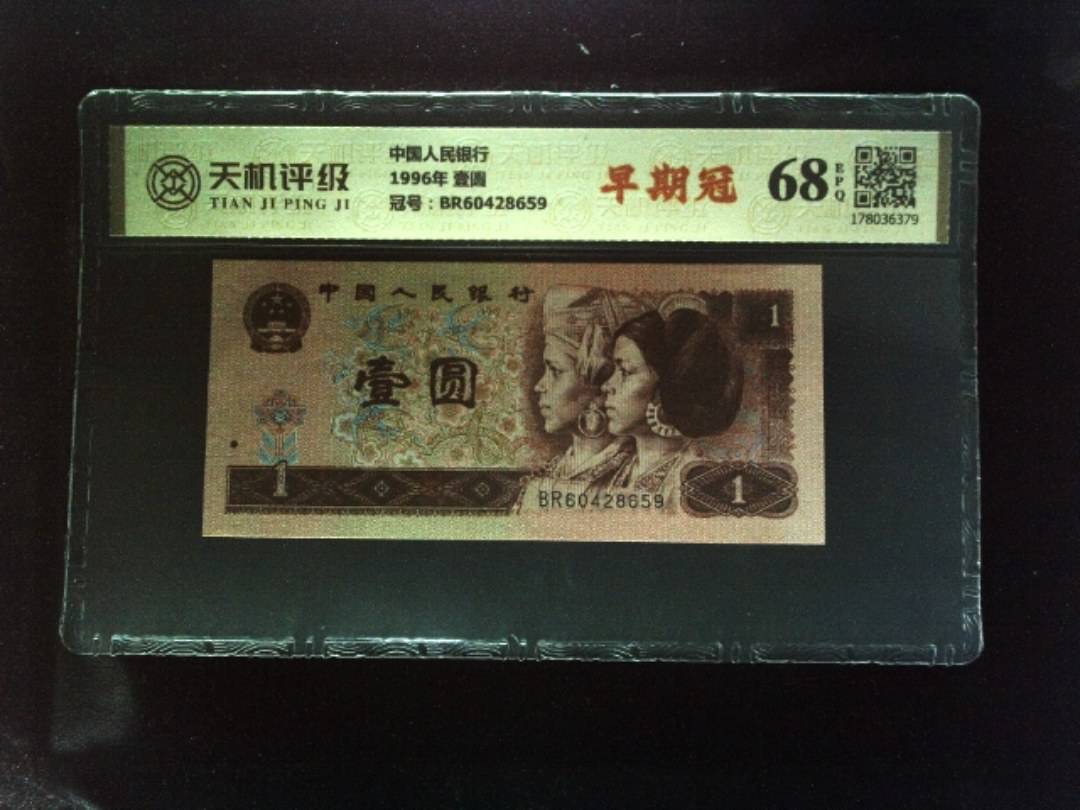 天机评级
TIAN JI PING JI
中国人民银行
1996年 壹圆
冠号：BR60428659
早期冠
68
EPQ
178036379
中国人民银行
1
壹圆
1
BR60428659
1